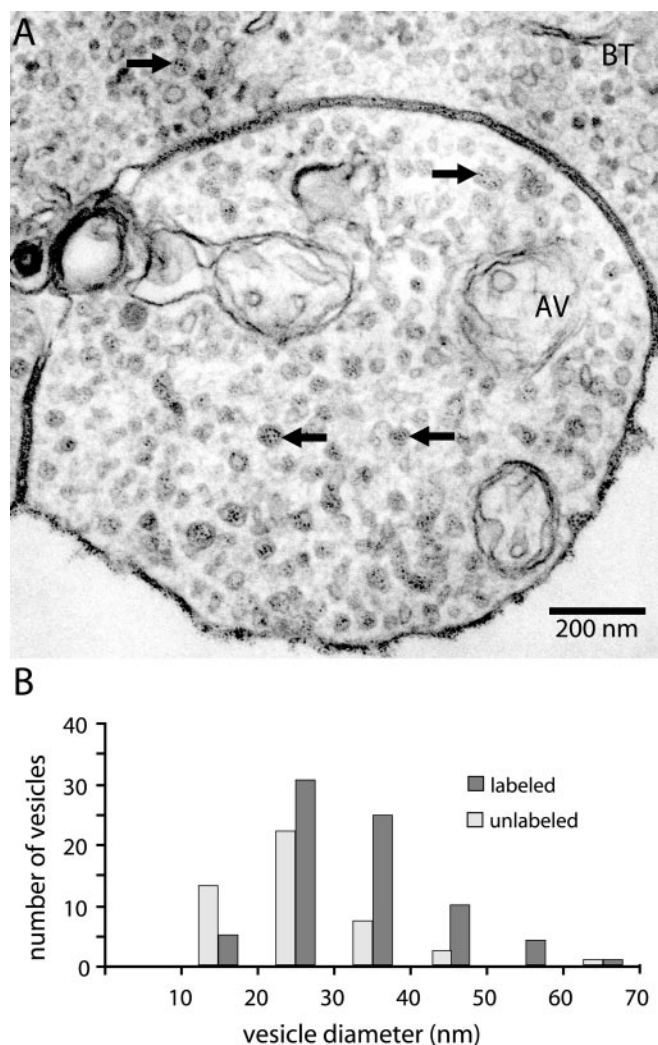 A
BT
AV
200 nm
B
number of vesicles
40
30
20
10
0
labeled
unlabeled
10 20 30 40 50 60 70
vesicle diameter (nm)